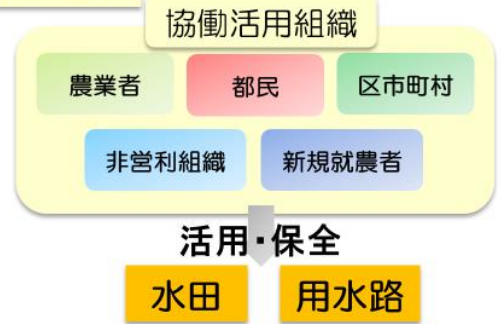 協働活用組織
農業者 都民 区市町村
非営利組織 新規就農者
活用・保全
水田 用水路